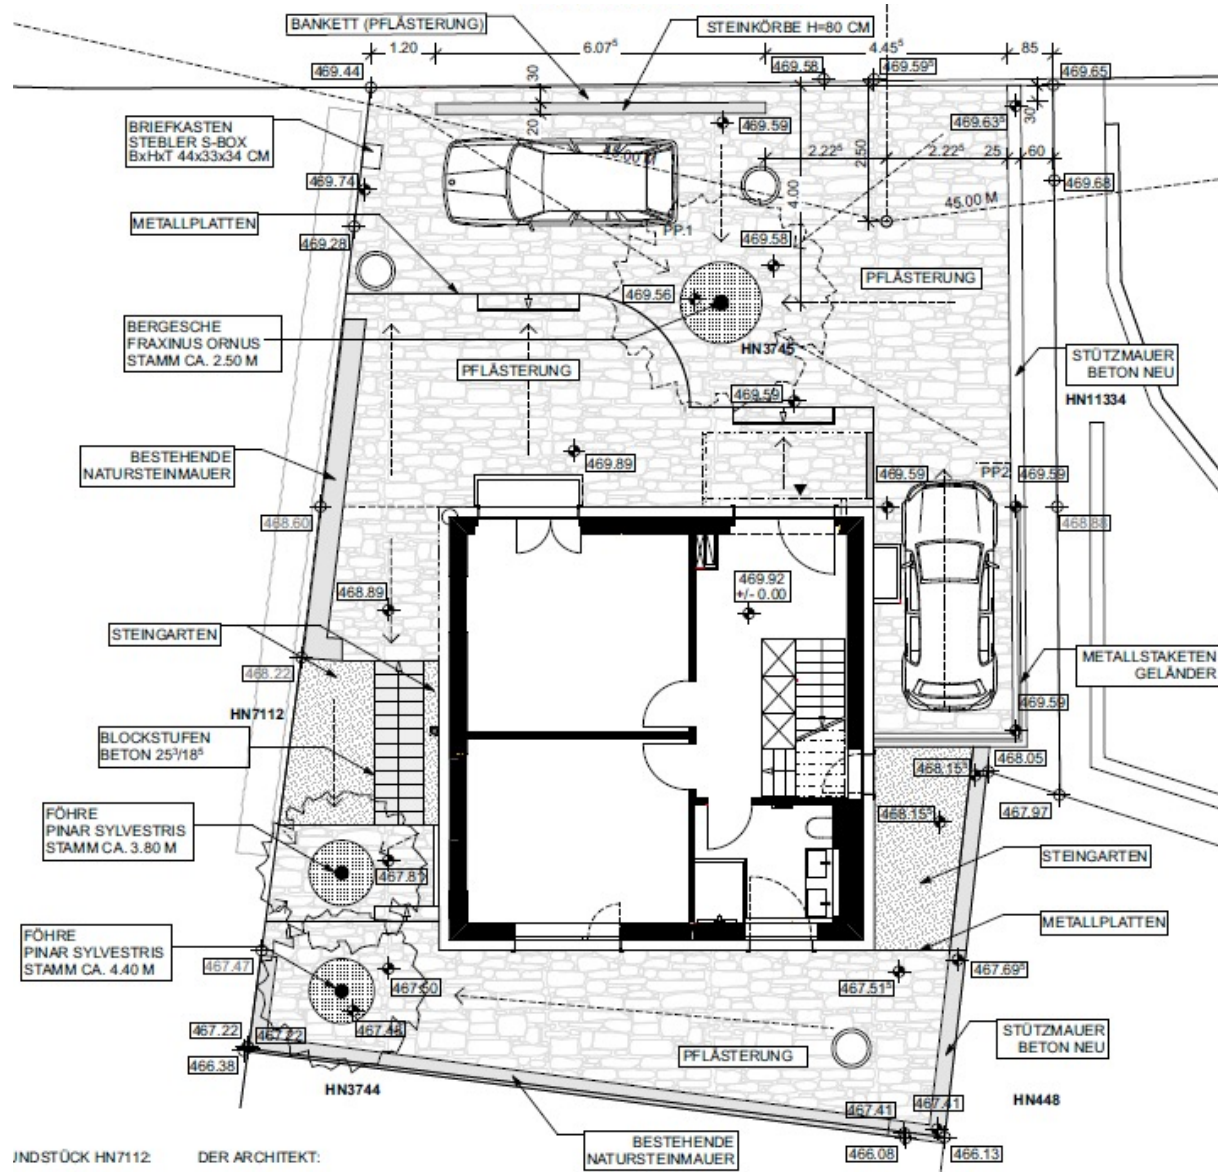 BANKETT (PFLÄSTERUNG)
STEINKÖRBE H=80 CM
1.20
6.07⁵
4.45⁵
85
469.44
30
469.58
469.59⁵
469.65
BRIEFKASTEN
STEBLER S-BOX
BxHxT 44x33x34 CM
20
469.59
469.63⁵
30
2.50
2.22⁵
2.22⁵
25
60
469.74
4.00
469.68
45.00 M
METALLPLATTEN
PP.1
469.28
469.58
PFLÄSTERUNG
469.56
BERGESCHE
FRAXINUS ORNUS
STAMM CA. 2.50 M
HN3745
STÜTZMAUER
BETON NEU
PFLÄSTERUNG
469.59
HN11334
BESTEHENDE
NATURSTEINMAUER
469.89
469.59
PP2
469.59
468.60
468.88
469.92
+/- 0.00
468.89
STEINGARTEN
468.22
METALLSTAKETEN
GELÄNDER
469.59
HN7112
BLOCKSTUFEN
BETON 25³/18⁵
468.15⁵
468.05
467.97
468.15⁵
FÖHRE
PINAR SYLVESTRIS
STAMM CA. 3.80 M
467.81
STEINGARTEN
METALLPLATTEN
FÖHRE
PINAR SYLVESTRIS
STAMM CA. 4.40 M
467.47
467.50
467.51⁵
467.69⁵
467.22
467.22
STÜTZMAUER
BETON NEU
466.38
PFLÄSTERUNG
HN3744
HN448
467.41
467.41
BESTEHENDE
NATURSTEINMAUER
466.08
466.13
UNDSTÜCK HN7112
DER ARCHITEKT: